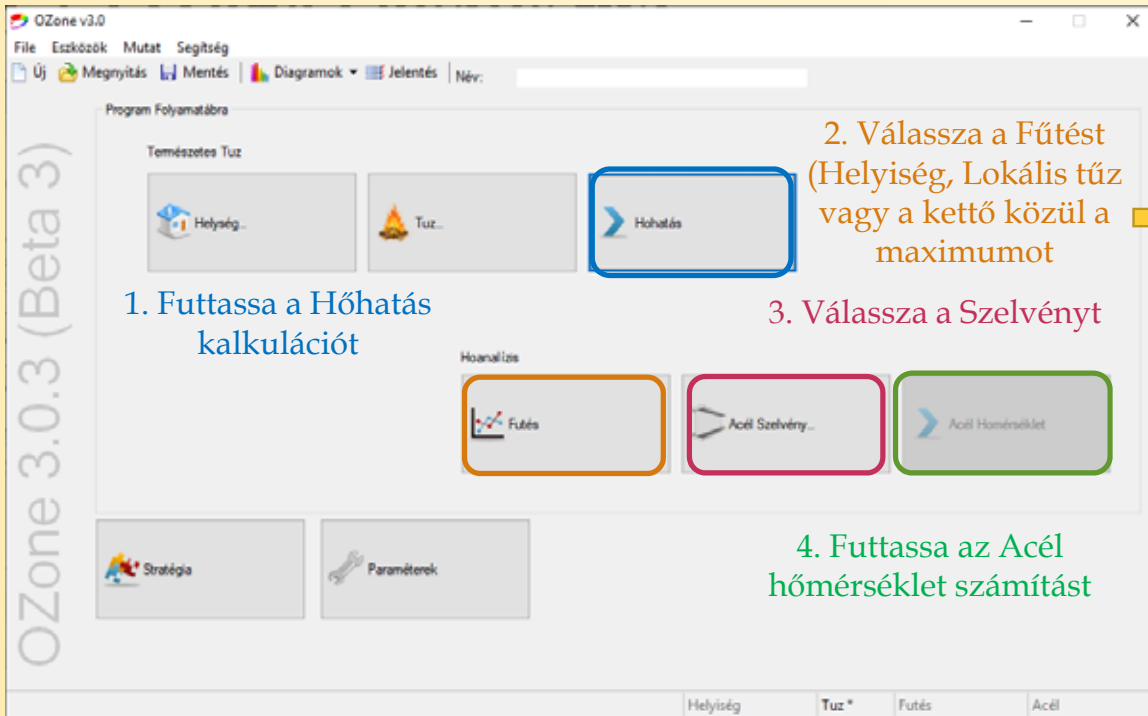 OZone v3.0
File Eszközök Mutat Segítség
Új Megnyitás Mentés Diagramok Jelentés Név:
Program Folyamatábra
Természetes Tuz
Helység...
Tuz...
Hohatás
2. Válassza a Fűtést
(Helyiség, Lokális tűz
vagy a kettő közül a
maximumot
1. Futtassa a Hőhatás
kalkulációt
3. Válassza a Szelvényt
Hoanalízis
Futés
Acél Szelvény...
Acél Homérséklet
4. Futtassa az Acél
hőmérséklet számítást
Stratégia
Paraméterek
OZone 3.0.3 (Beta 3)
Helyiség Tuz * Futés Acél